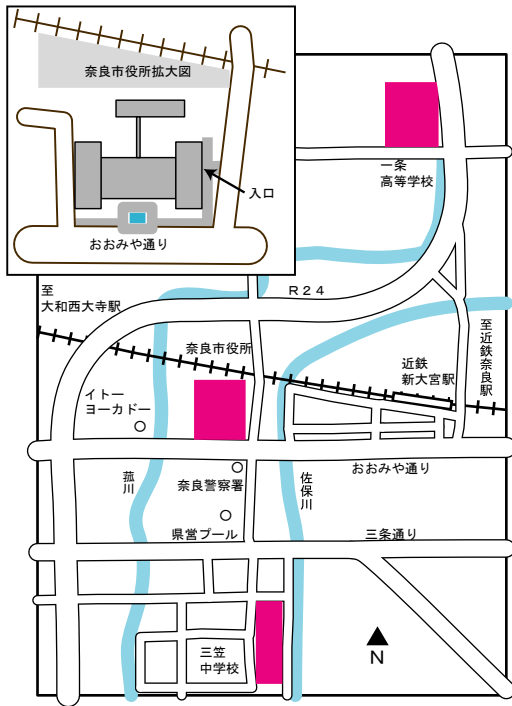 奈良市役所拡大図
入口
おおみや通り
一条
高等学校
R24
至
大和西大寺駅
奈良市役所
近鉄
新大宮駅
至近鉄奈良駅
イトー
ヨーカドー
おおみや通り
菰川
奈良警察署
佐保川
県営プール
三条通り
三笠
中学校
N